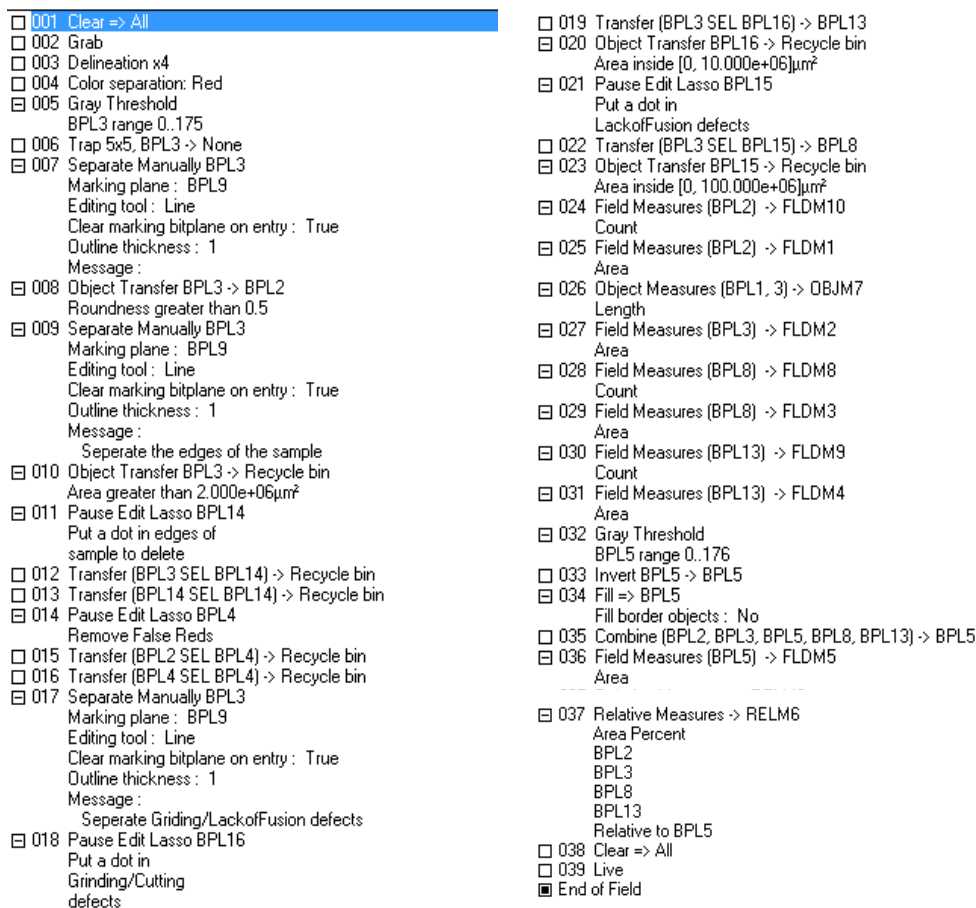 001 Clear => All
002 Grab
003 Delineation x4
004 Color separation: Red
005 Gray Threshold
BPL3 range 0..175
006 Trap 5x5, BPL3 -> None
007 Separate Manually BPL3
Marking plane : BPL9
Editing tool : Line
Clear marking bitplane on entry : True
Outline thickness : 1
Message :
008 Object Transfer BPL3 -> BPL2
Roundness greater than 0.5
009 Separate Manually BPL3
Marking plane : BPL9
Editing tool : Line
Clear marking bitplane on entry : True
Outline thickness : 1
Message :
Seperate the edges of the sample
010 Object Transfer BPL3 -> Recycle bin
Area greater than 2.000e+06µm²
011 Pause Edit Lasso BPL14
Put a dot in edges of
sample to delete
012 Transfer (BPL3 SEL BPL14) -> Recycle bin
013 Transfer (BPL14 SEL BPL14) -> Recycle bin
014 Pause Edit Lasso BPL4
Remove False Reds
015 Transfer (BPL2 SEL BPL4) -> Recycle bin
016 Transfer (BPL4 SEL BPL4) -> Recycle bin
017 Separate Manually BPL3
Marking plane : BPL9
Editing tool : Line
Clear marking bitplane on entry : True
Outline thickness : 1
Message :
Seperate Griding/LackofFusion defects
018 Pause Edit Lasso BPL16
Put a dot in
Grinding/Cutting
defects
019 Transfer (BPL3 SEL BPL16) -> BPL13
020 Object Transfer BPL16 -> Recycle bin
Area inside [0, 10.000e+06]µm²
021 Pause Edit Lasso BPL15
Put a dot in
LackofFusion defects
022 Transfer (BPL3 SEL BPL15) -> BPL8
023 Object Transfer BPL15 -> Recycle bin
Area inside [0, 100.000e+06]µm²
024 Field Measures (BPL2) -> FLDM10
Count
025 Field Measures (BPL2) -> FLDM1
Area
026 Object Measures (BPL1, 3) -> OBJM7
Length
027 Field Measures (BPL3) -> FLDM2
Area
028 Field Measures (BPL8) -> FLDM8
Count
029 Field Measures (BPL8) -> FLDM3
Area
030 Field Measures (BPL13) -> FLDM9
Count
031 Field Measures (BPL13) -> FLDM4
Area
032 Gray Threshold
BPL5 range 0..176
033 Invert BPL5 -> BPL5
034 Fill => BPL5
Fill border objects : No
035 Combine (BPL2, BPL3, BPL5, BPL8, BPL13) -> BPL5
036 Field Measures (BPL5) -> FLDM5
Area
037 Relative Measures -> RELM6
Area Percent
BPL2
BPL3
BPL8
BPL13
Relative to BPL5
038 Clear => All
039 Live
End of Field